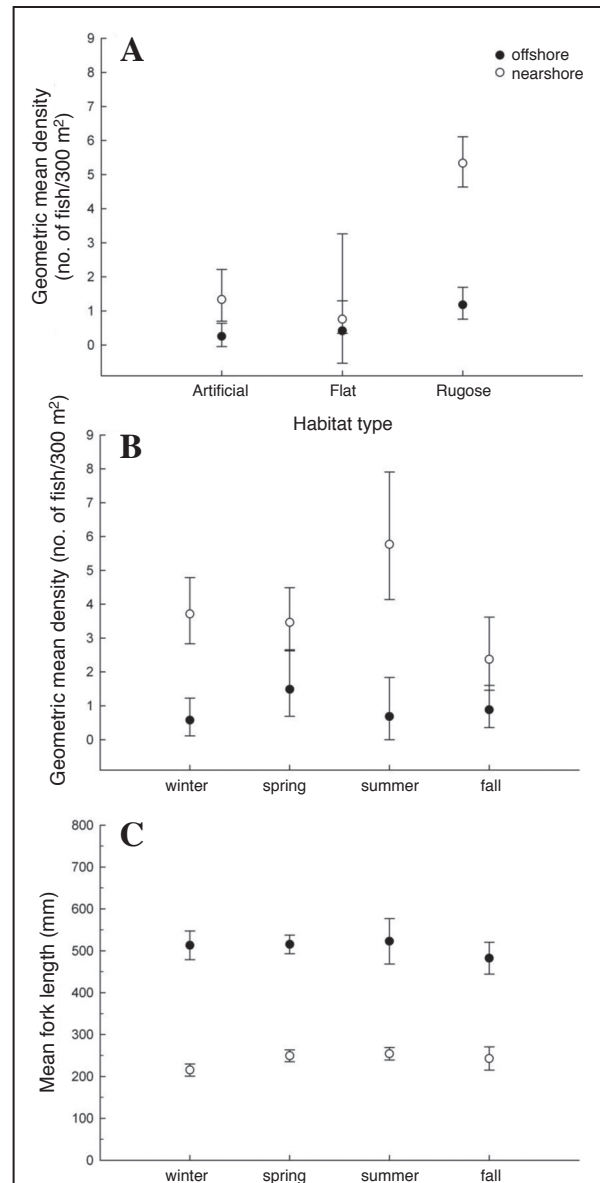 A
offshore
nearshore
Geometric mean density
(no. of fish/300 m²)
9
8
7
6
5
4
3
2
1
0
Artificial Flat Rugose
Habitat type
B
Geometric mean density (no. of fish/300 m²)
9
8
7
6
5
4
3
2
1
0
winter spring summer fall
C
Mean fork length (mm)
800
700
600
500
400
300
200
100
0
winter spring summer fall